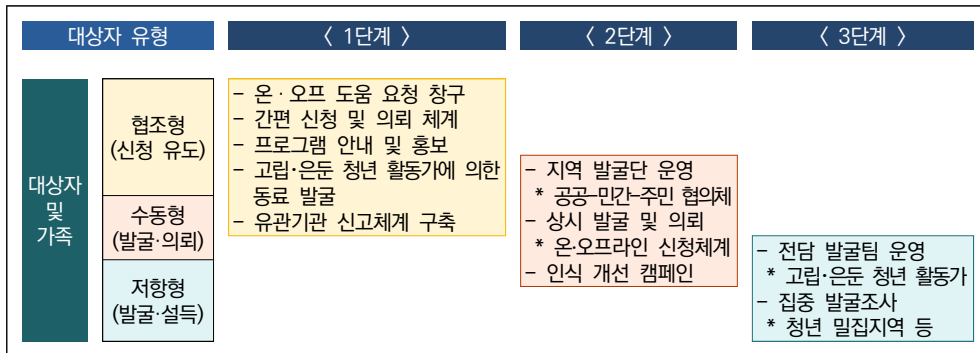 대상자 유형
〈 1단계 〉
〈 2단계 〉
〈 3단계 〉
대상자
및
가족
협조형
(신청 유도)
수동형
(발굴·의뢰)
저항형
(발굴·설득)
- 온·오프 도움 요청 창구
- 간편 신청 및 의뢰 체계
- 프로그램 안내 및 홍보
- 고립·은둔 청년 활동가에 의한
동료 발굴
- 유관기관 신고체계 구축
- 지역 발굴단 운영
* 공공-민간-주민 협의체
- 상시 발굴 및 의뢰
* 온·오프라인 신청체계
- 인식 개선 캠페인
- 전담 발굴팀 운영
* 고립·은둔 청년 활동가
- 집중 발굴조사
* 청년 밀집지역 등